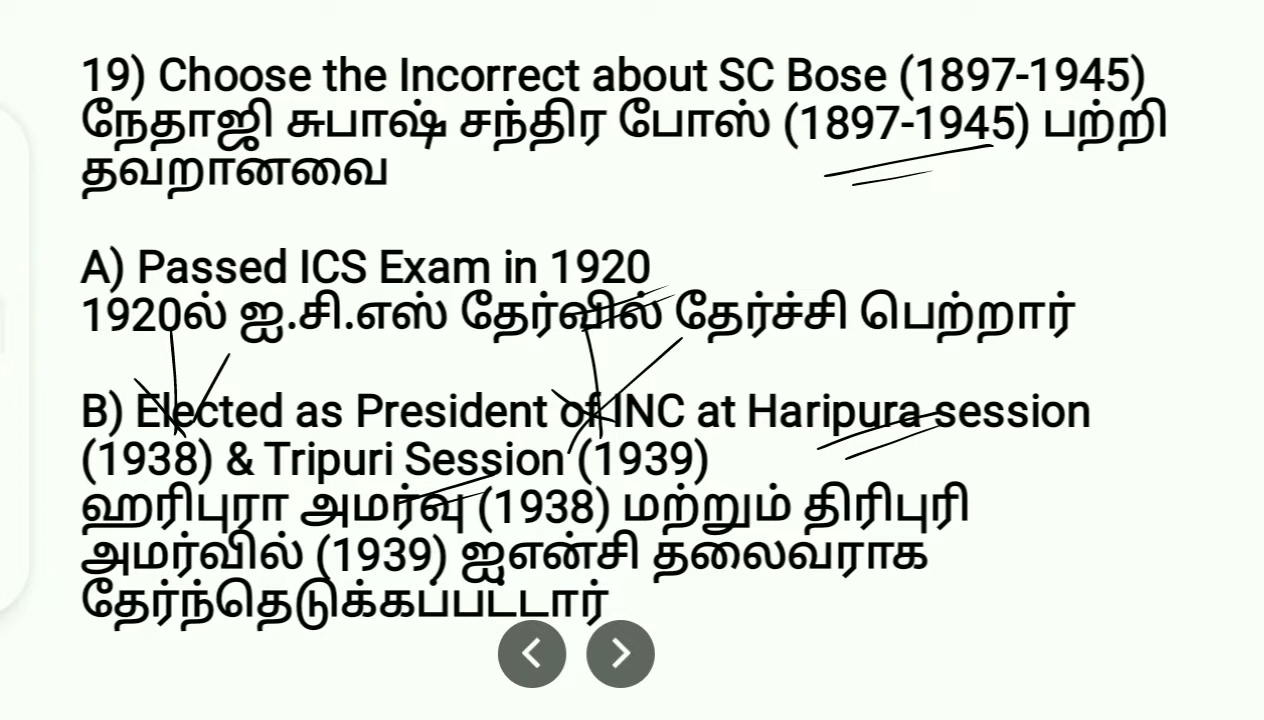 19) Choose the Incorrect about SC Bose (1897-1945)
நேதாஜி சுபாஷ் சந்திர போஸ் (1897-1945) பற்றி
தவறானவை
A) Passed ICS Exam in 1920
1920ல் ஐ.சி.எஸ் தேர்வில் தேர்ச்சி பெற்றார்
B) Elected as President of INC at Haripura session
(1938) & Tripuri Session (1939)
ஹரிபுரா அமர்வு (1938) மற்றும் திரிபுரி
அமர்வில் (1939) ஐஎன்சி தலைவராக
தேர்ந்தெடுக்கப்பட்டார்